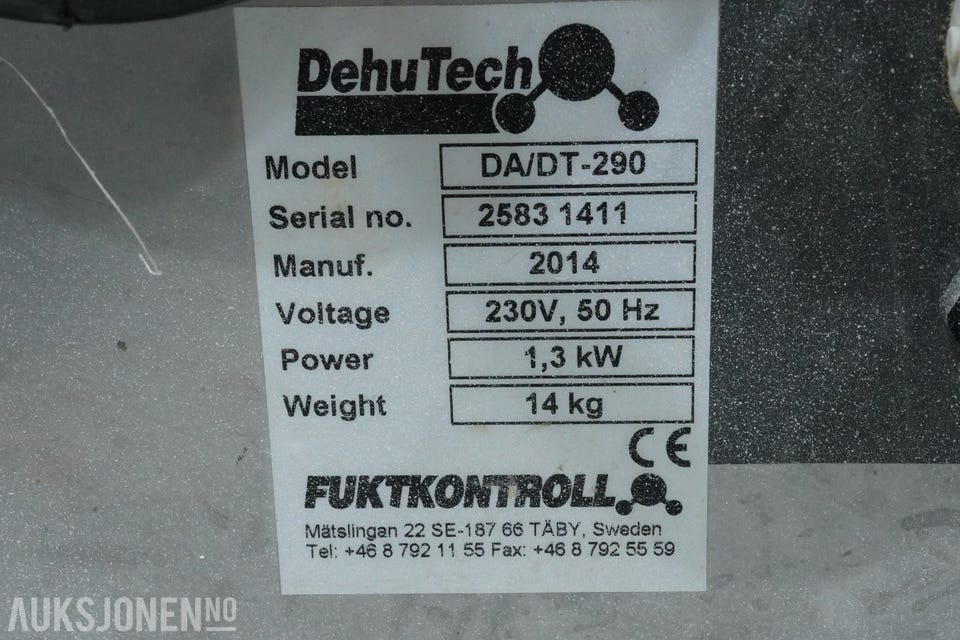 DehuTech
Model DA/DT-290
Serial no. 2583 1411
Manuf. 2014
Voltage 230V, 50 Hz
Power 1,3 kW
Weight 14 kg
CE
FUKTKONTROLL
Mätslingan 22 SE-187 66 TÄBY, Sweden
Tel: +46 8 792 11 55 Fax: +46 8 792 55 59
AUKSJONEN NO